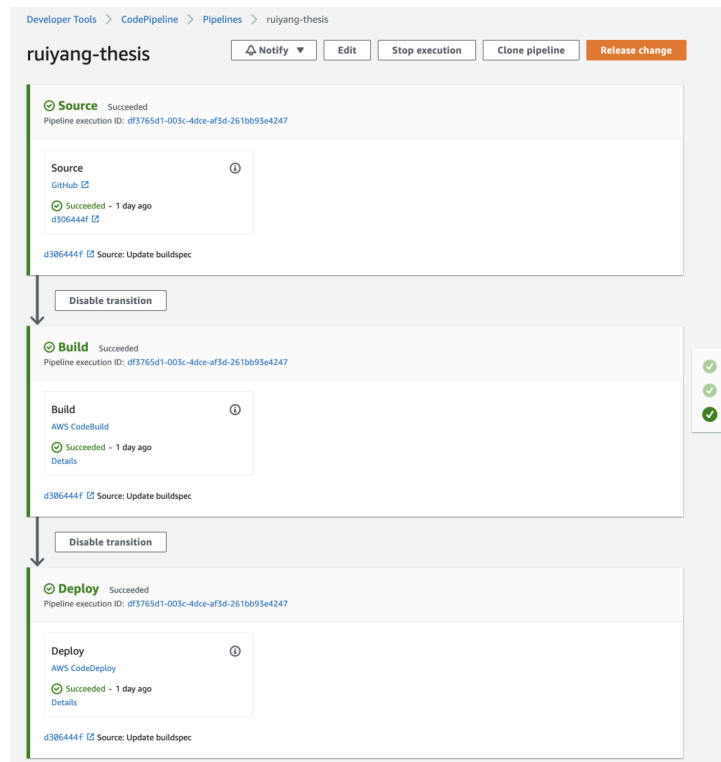 Developer Tools > CodePipeline > Pipelines > ruiyang-thesis
ruiyang-thesis
Notify ▼ Edit Stop execution Clone pipeline Release change
Source Succeeded
Pipeline execution ID: df3765d1-003c-4dce-af3d-261bb93e4247
Source
GitHub
Succeeded - 1 day ago
d306444f
d306444f Source: Update buildspec
Disable transition
Build Succeeded
Pipeline execution ID: df3765d1-003c-4dce-af3d-261bb93e4247
Build
AWS CodeBuild
Succeeded - 1 day ago
Details
d306444f Source: Update buildspec
Disable transition
Deploy Succeeded
Pipeline execution ID: df3765d1-003c-4dce-af3d-261bb93e4247
Deploy
AWS CodeDeploy
Succeeded - 1 day ago
Details
d306444f Source: Update buildspec